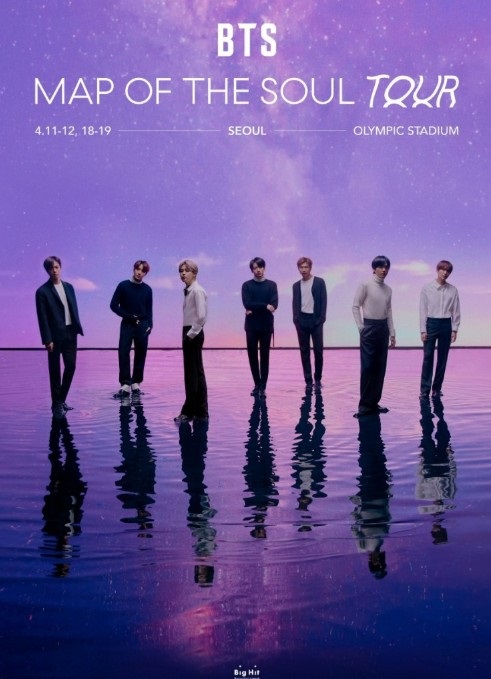 BTS
MAP OF THE SOUL TOUR
4.11-12, 18-19 SEOUL OLYMPIC STADIUM
Big Hit